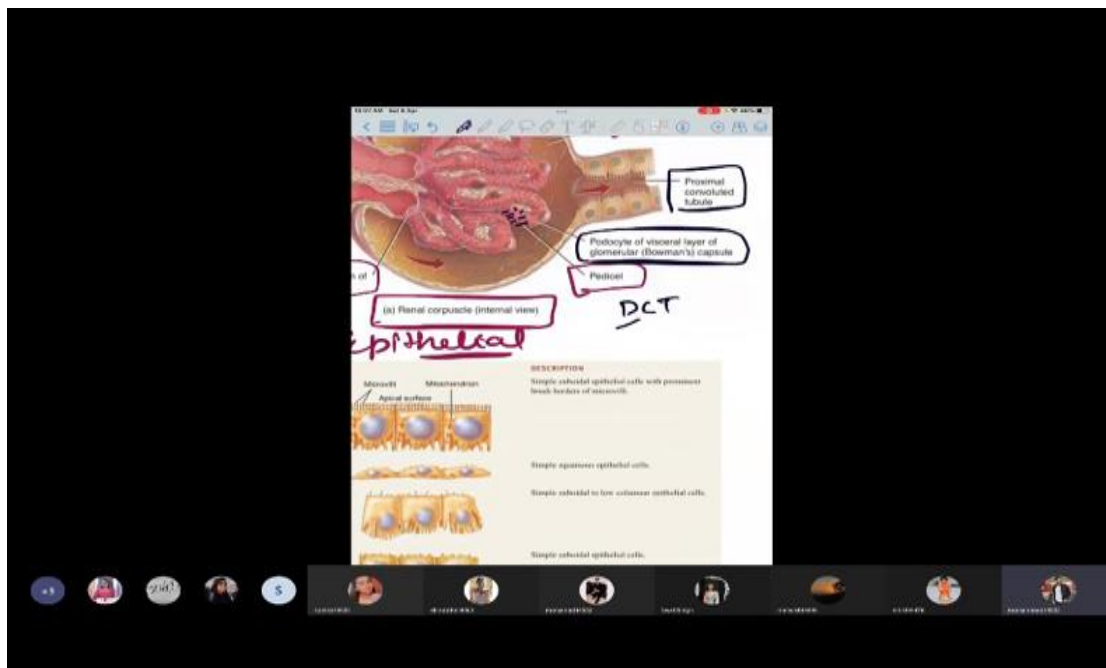 Proximal
convoluted
tubule
Podocyte of visceral layer of
glomerular (Bowman's) capsule
of
Pedicel
(a) Renal corpuscle (internal view)
DCT
Epithelial
DESCRIPTION
Microvilli
Mitochondrion
Apical surface
Simple cuboidal epithelial cells with prominent
brush borders of microvilli.
Simple squamous epithelial cells.
Simple cuboidal to low columnar epithelial cells.
Simple cuboidal epithelial cells.
S